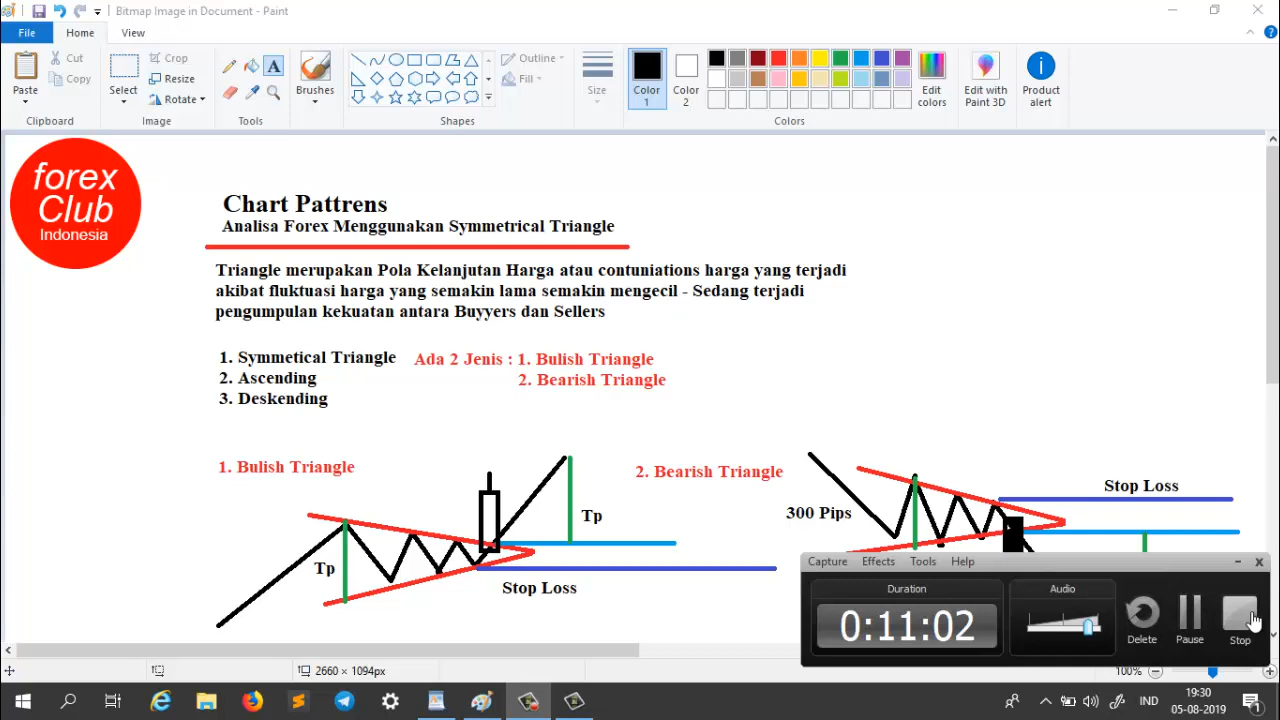 Bitmap Image in Document - Paint
File
Home
View
Paste
Cut
Copy
Clipboard
Select
Crop
Resize
Rotate
Image
A
Tools
Brushes
Outline
Fill
Shapes
Size
Color
1
Color
2
Edit
colors
Colors
Edit with
Paint 3D
Product
alert
forex
Club
Indonesia
Chart Pattrens
Analisa Forex Menggunakan Symmetrical Triangle
Triangle merupakan Pola Kelanjutan Harga atau contuniations harga yang terjadi
akibat fluktuasi harga yang semakin lama semakin mengecil - Sedang terjadi
pengumpulan kekuatan antara Buyyers dan Sellers
1. Symmetical Triangle
2. Ascending
3. Deskending
Ada 2 Jenis : 1. Bulish Triangle
2. Bearish Triangle
1. Bulish Triangle
Tp
Tp
Stop Loss
2. Bearish Triangle
300 Pips
Stop Loss
Capture Effects Tools Help
Duration
0:11:02
Audio
Delete
Pause
Stop
2660 × 1094px
100%
IND
19:30
05-08-2019
1